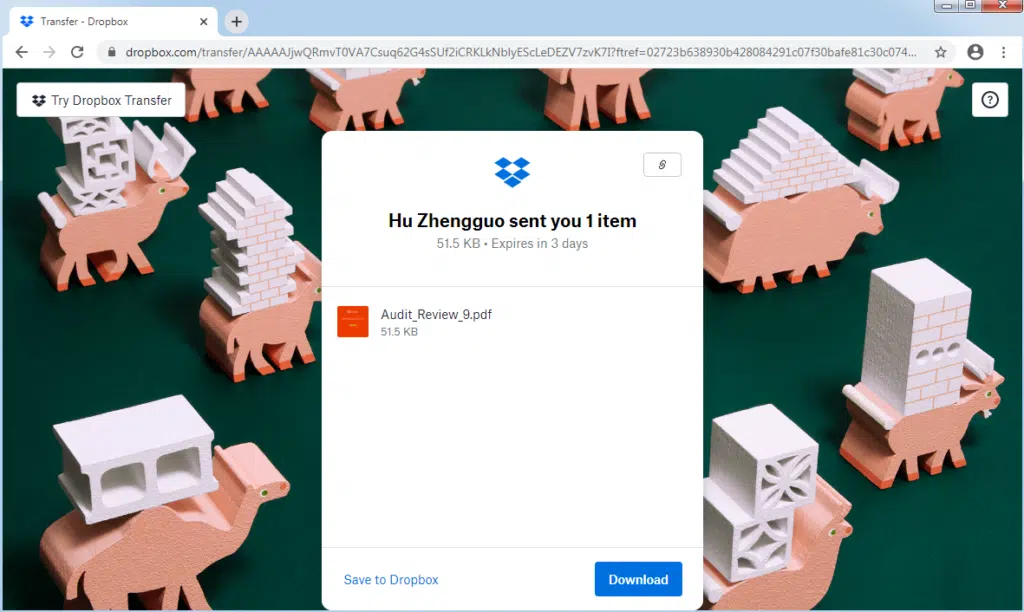 Transfer - Dropbox
dropbox.com/transfer/AAAAAJjwQRmvT0VA7Csuq62G4sSUf2iCRKLkNblyEScLeDEZV7zvK7I?ftref=02723b638930b428084291c07f30bafe81c30c074...
Try Dropbox Transfer
Hu Zhengguo sent you 1 item
51.5 KB • Expires in 3 days
Audit_Review_9.pdf
51.5 KB
Save to Dropbox
Download